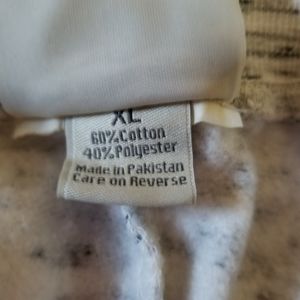 XL
60% Cotton
40% Polyester
Made in Pakistan
Care on Reverse